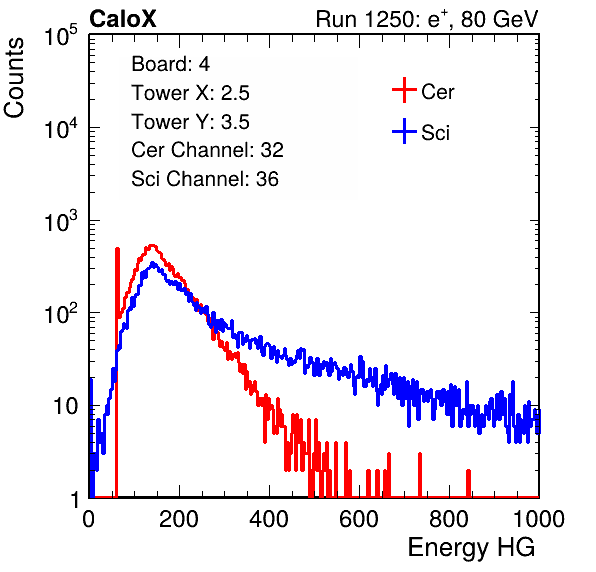 CaloX Run 1250: e⁺, 80 GeV
Counts
Board: 4
Tower X: 2.5
Tower Y: 3.5
Cer Channel: 32
Sci Channel: 36
Cer
Sci
10⁵
10⁴
10³
10²
10
1
0 200 400 600 800 1000
Energy HG